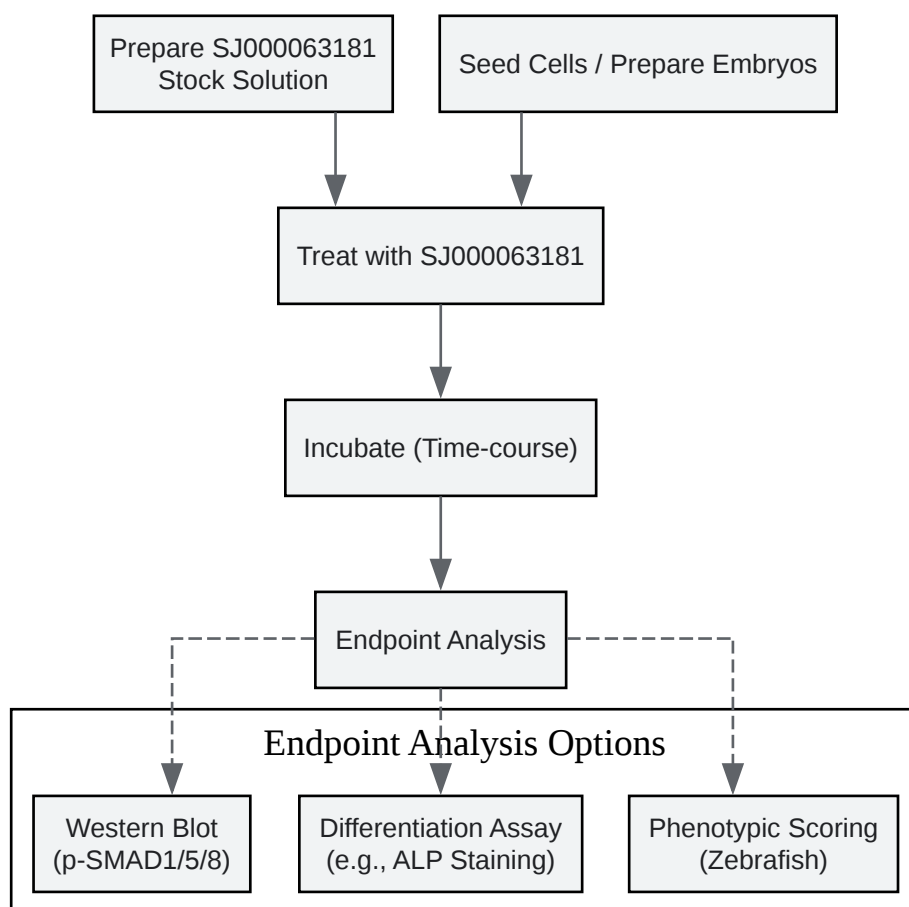 Prepare SJ000063181
Stock Solution
Seed Cells / Prepare Embryos
Treat with SJ000063181
Incubate (Time-course)
Endpoint Analysis
Endpoint Analysis Options
Western Blot
(p-SMAD1/5/8)
Differentiation Assay
(e.g., ALP Staining)
Phenotypic Scoring
(Zebrafish)